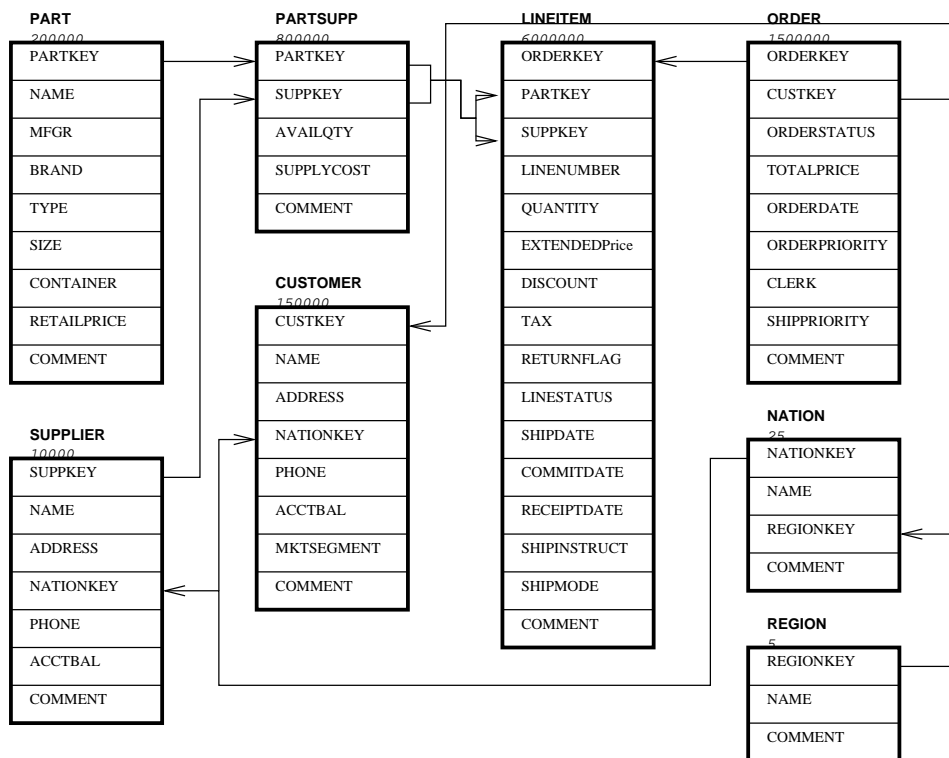 PART
200000
PARTKEY
NAME
MFGR
BRAND
TYPE
SIZE
CONTAINER
RETAILPRICE
COMMENT
SUPPLIER
10000
SUPPKEY
NAME
ADDRESS
NATIONKEY
PHONE
ACCTBAL
COMMENT
PARTSUPP
800000
PARTKEY
SUPPKEY
AVAILQTY
SUPPLYCOST
COMMENT
CUSTOMER
150000
CUSTKEY
NAME
ADDRESS
NATIONKEY
PHONE
ACCTBAL
MKTSEGMENT
COMMENT
LINEITEM
6000000
ORDERKEY
PARTKEY
SUPPKEY
LINENUMBER
QUANTITY
EXTENDEDPrice
DISCOUNT
TAX
RETURNFLAG
LINESTATUS
SHIPDATE
COMMITDATE
RECEIPTDATE
SHIPINSTRUCT
SHIPMODE
COMMENT
ORDER
1500000
ORDERKEY
CUSTKEY
ORDERSTATUS
TOTALPRICE
ORDERDATE
ORDERPRIORITY
CLERK
SHIPPRIORITY
COMMENT
NATION
25
NATIONKEY
NAME
REGIONKEY
COMMENT
REGION
5
REGIONKEY
NAME
COMMENT